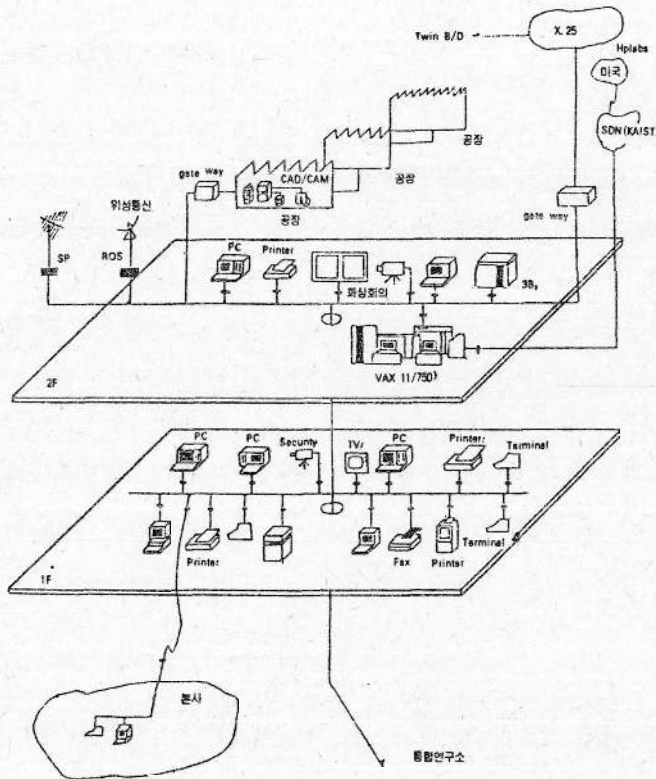 Twin B/D
X. 25
Hplabs
미국
SDN(KAIST)
공장
gate way
CAD/CAM
공장
공장
gate way
위성통신
SP
ROS
PC
Printer
화상회의
3B₂
VAX 11/750
2F
PC
PC
Security
TVs
PC
Printer
Terminal
Printer
Fax
Printer
Terminal
1F
본사
통합연구소